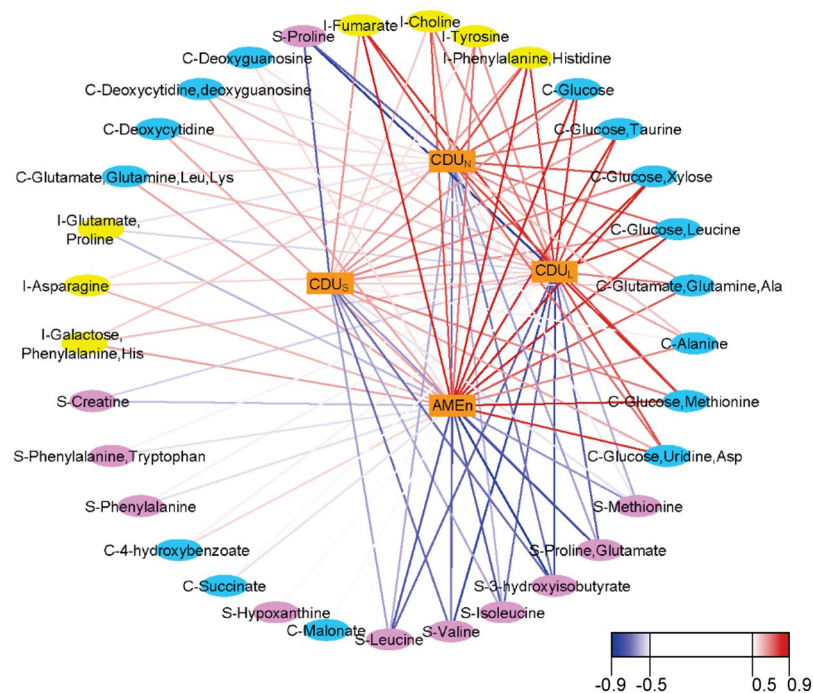 I-Choline
I-Fumarate
S-Proline
I-Tyrosine
C-Deoxyguanosine
I-Phenylalanine,Histidine
C-Deoxycytidine,deoxyguanosine
C-Glucose
C-Deoxycytidine
C-Glucose,Taurine
CDUN
C-Glutamate,Glutamine,Leu,Lys
C-Glucose,Xylose
I-Glutamate,
Proline
C-Glucose,Leucine
CDUL
CDUS
I-Asparagine
C-Glutamate,Glutamine,Ala
I-Galactose,
Phenylalanine,His
C-Alanine
S-Creatine
AMEn
C-Glucose,Methionine
S-Phenylalanine,Tryptophan
C-Glucose,Uridine,Asp
S-Phenylalanine
S-Methionine
C-4-hydroxybenzoate
S-Proline,Glutamate
C-Succinate
S-3-hydroxyisobutyrate
S-Hypoxanthine
S-Isoleucine
C-Malonate
S-Leucine
S-Valine
-0.9 -0.5 0.5 0.9